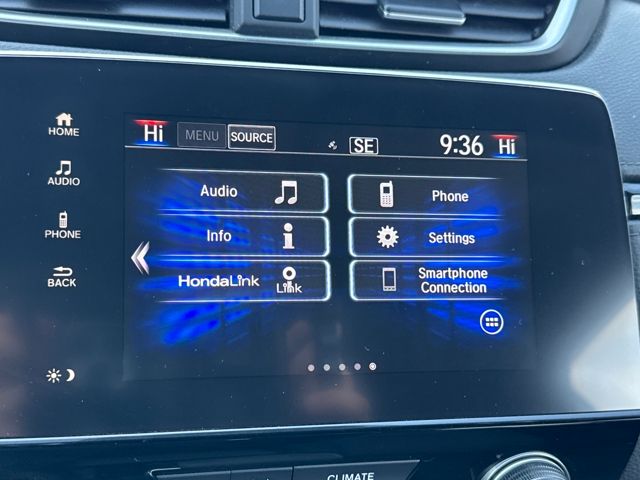 HOME
AUDIO
PHONE
BACK
Hi MENU SOURCE SE 9:36 Hi
Audio
Phone
Info
Settings
HondaLink Link
Smartphone
Connection
CLIMATE